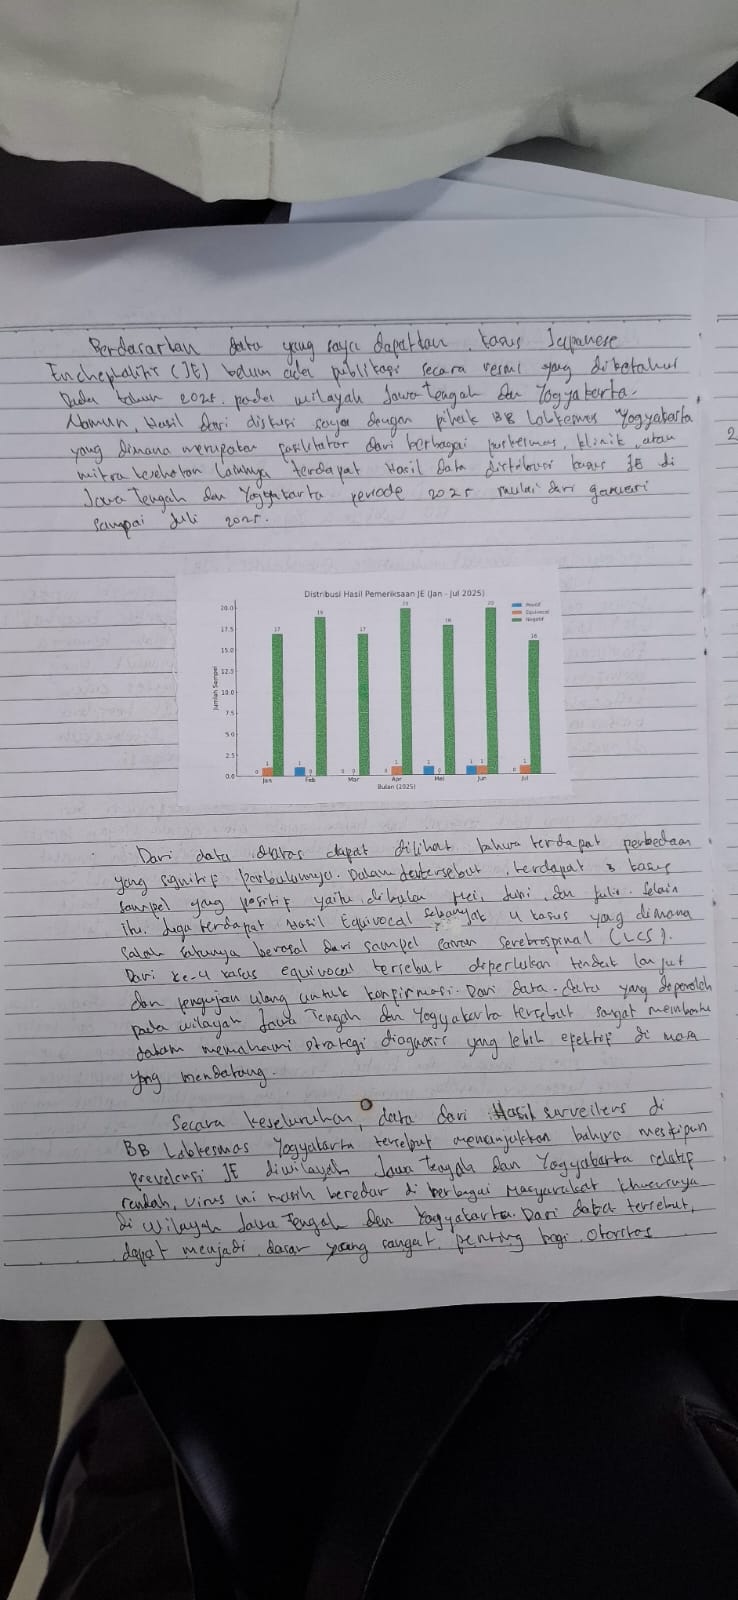 Berdasarkan data yang saya dapatkan, kasus Japanese
Enchephalitis (JE) belum ada publikasi secara resmi yang diketahui
pada tahun 2025. pada wilayah Jawa Tengah dan Yogyakarta.
Namun, Hasil dari diskusi saya dengan pihak BB Labkesmas Yogyakarta
yang dimana merupakan fasilitator dari berbagai puskesmas, klinik, atau
mitra kesehatan lainnya terdapat Hasil data distribusi kasus JE di
Jawa Tengah dan Yogyakarta periode 2025 mulai dari januari
sampai Juli 2025.
2
Distribusi Hasil Pemeriksaan JE (Jan - Jul 2025)
Positif
Equivocal
Negatif
Jumlah Sampel
20.0
17.5
15.0
12.5
10.0
7.5
5.0
2.5
0.0
0 1 17
1 0 19
0 0 17
0 1 20
1 0 18
1 1 20
0 1 16
Jan Feb Mar Apr Mei Jun Jul
Bulan (2025)
Dari data diatas dapat dilihat bahwa terdapat perbedaan
yang signitif perbulannya. Dalam tersebut, terdapat 3 kasus
sampel yang positif yaitu dibulan Mei, Juni, dan Juli. Selain
itu. Juga terdapat Hasil Equivocal sebanyak 4 kasus yang dimana
salah satunya berasal dari sampel cairan serebrospinal (LCS).
Dari ke-4 kasus equivocal tersebut diperlukan tindak lanjut
dan pengujian ulang untuk konfirmasi. Dari data-data yang diperoleh
pada wilayah Jawa Tengah dan Yogyakarta tersebut sangat membantu
dalam memahami strategi diagnosis yang lebih efektif di masa
yang mendatang.
Secara keseluruhan, data dari Hasil surveilens di
BB Labkesmas Yogyakarta tersebut menunjukkan bahwa meskipun
prevelensi JE diwilayah Jawa Tengah dan Yogyakarta relatif
rendah, virus ini masih beredar di berbagai Masyarakat khususnya
di wilayah Jawa Tengah dan Yogyakarta. Dari data tersebut,
dapat menjadi dasar yang sangat penting bagi otoritas